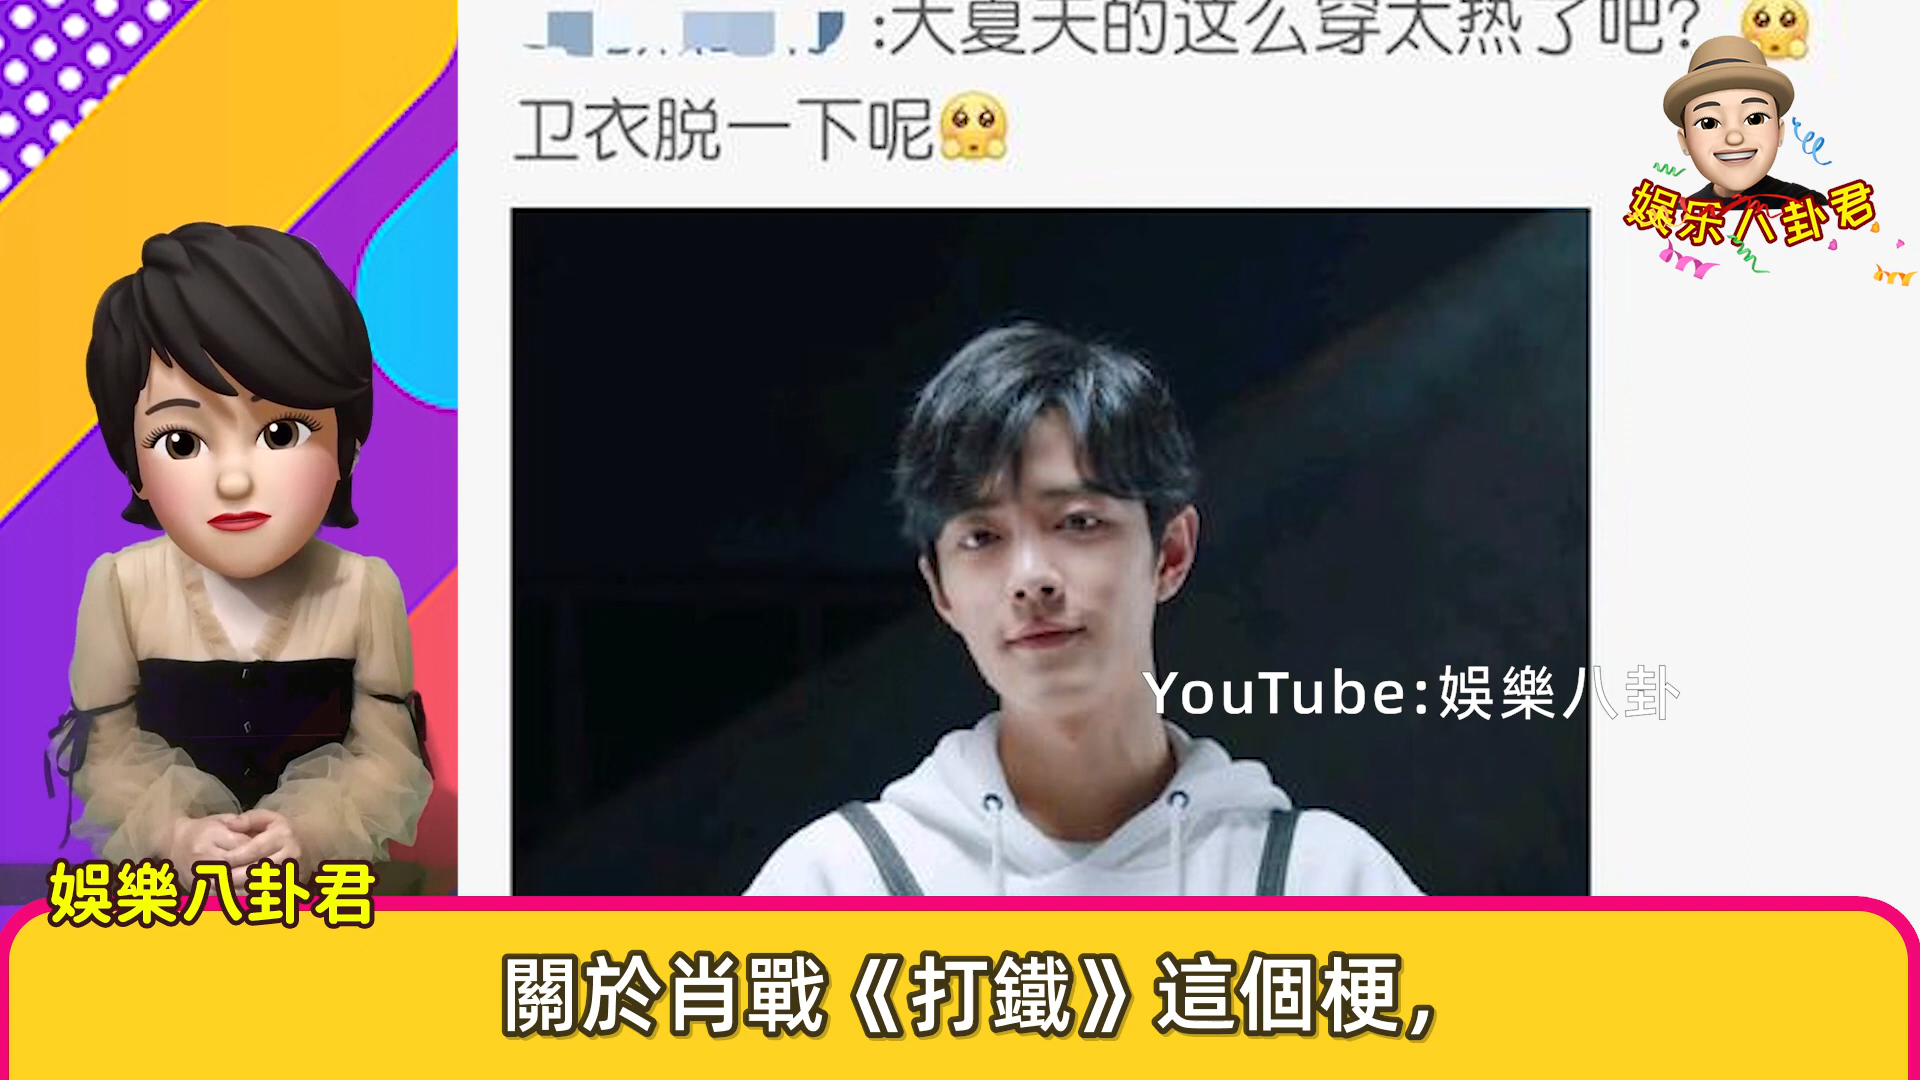 :大夏天的这么穿太热了吧？
卫衣脱一下呢
娱乐八卦君
YouTube:娛樂八卦
娛樂八卦君
關於肖戰《打鐵》這個梗，